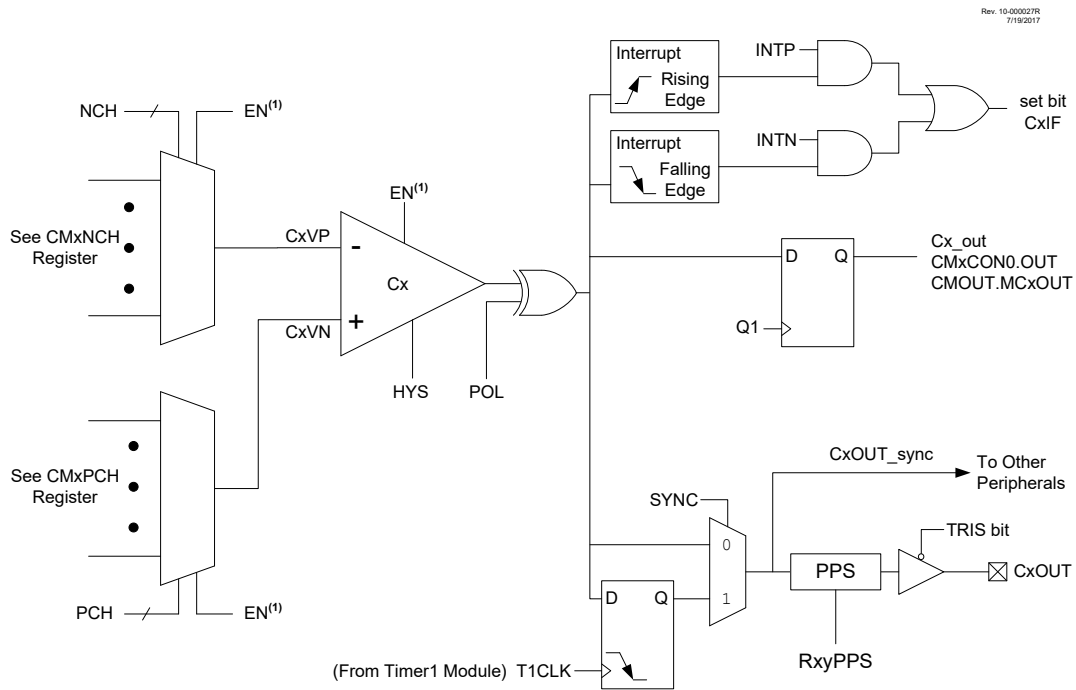 Rev. 10-000027R
7/19/2017
Interrupt
Rising
Edge
INTP
set bit
CxIF
Interrupt
Falling
Edge
INTN
NCH
EN(1)
See CMxNCH
Register
CxVP
EN(1)
-
Cx
+
CxVN
HYS
POL
D
Q
Q1
Cx_out
CMxCON0.OUT
CMOUT.MCxOUT
See CMxPCH
Register
PCH
EN(1)
CxOUT_sync
To Other
Peripherals
SYNC
0
1
TRIS bit
PPS
CxOUT
RxyPPS
D
Q
(From Timer1 Module) T1CLK